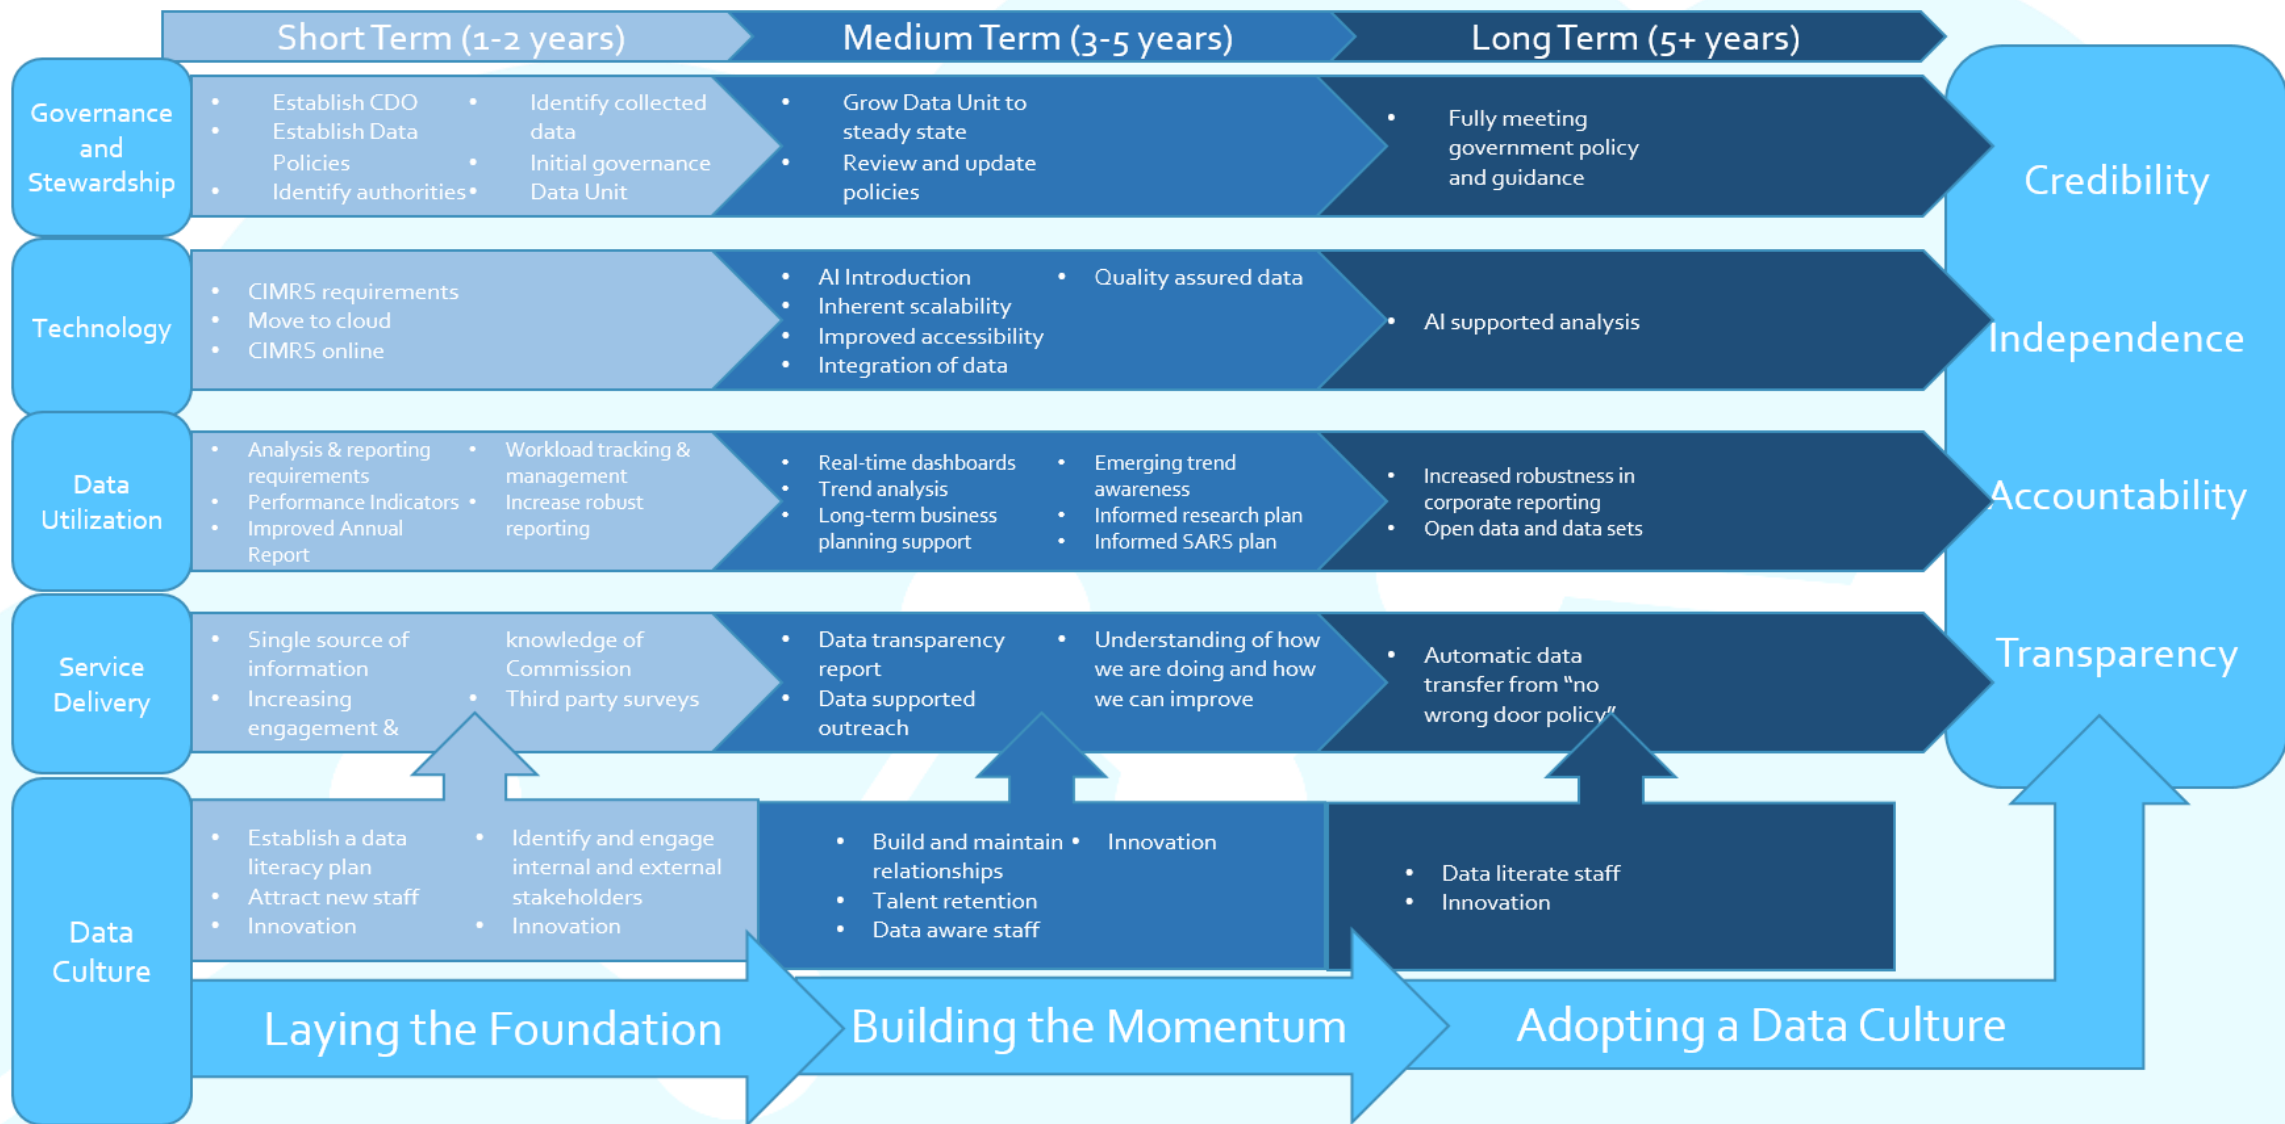 Short Term (1-2 years)
Medium Term (3-5 years)
Long Term (5+ years)
Governance
and
Stewardship
• Establish CDO
• Establish Data
Policies
• Identify authorities
• Identify collected
data
• Initial governance
• Data Unit
• Grow Data Unit to
steady state
• Review and update
policies
• Fully meeting
government policy
and guidance
Technology
• CIMRS requirements
• Move to cloud
• CIMRS online
• AI Introduction
• Inherent scalability
• Improved accessibility
• Integration of data
• Quality assured data
• AI supported analysis
Data
Utilization
• Analysis & reporting
requirements
• Performance Indicators
• Improved Annual
Report
• Workload tracking &
management
• Increase robust
reporting
• Real-time dashboards
• Trend analysis
• Long-term business
planning support
• Emerging trend
awareness
• Informed research plan
• Informed SARS plan
• Increased robustness in
corporate reporting
• Open data and data sets
Service
Delivery
• Single source of
information
• Increasing
engagement &
knowledge of
Commission
• Third party surveys
• Data transparency
report
• Data supported
outreach
• Understanding of how
we are doing and how
we can improve
• Automatic data
transfer from “no
wrong door policy”
Data
Culture
• Establish a data
literacy plan
• Attract new staff
• Innovation
• Identify and engage
internal and external
stakeholders
• Innovation
• Build and maintain
relationships
• Talent retention
• Data aware staff
• Innovation
• Data literate staff
• Innovation
Laying the Foundation
Building the Momentum
Adopting a Data Culture
Credibility
Independence
Accountability
Transparency